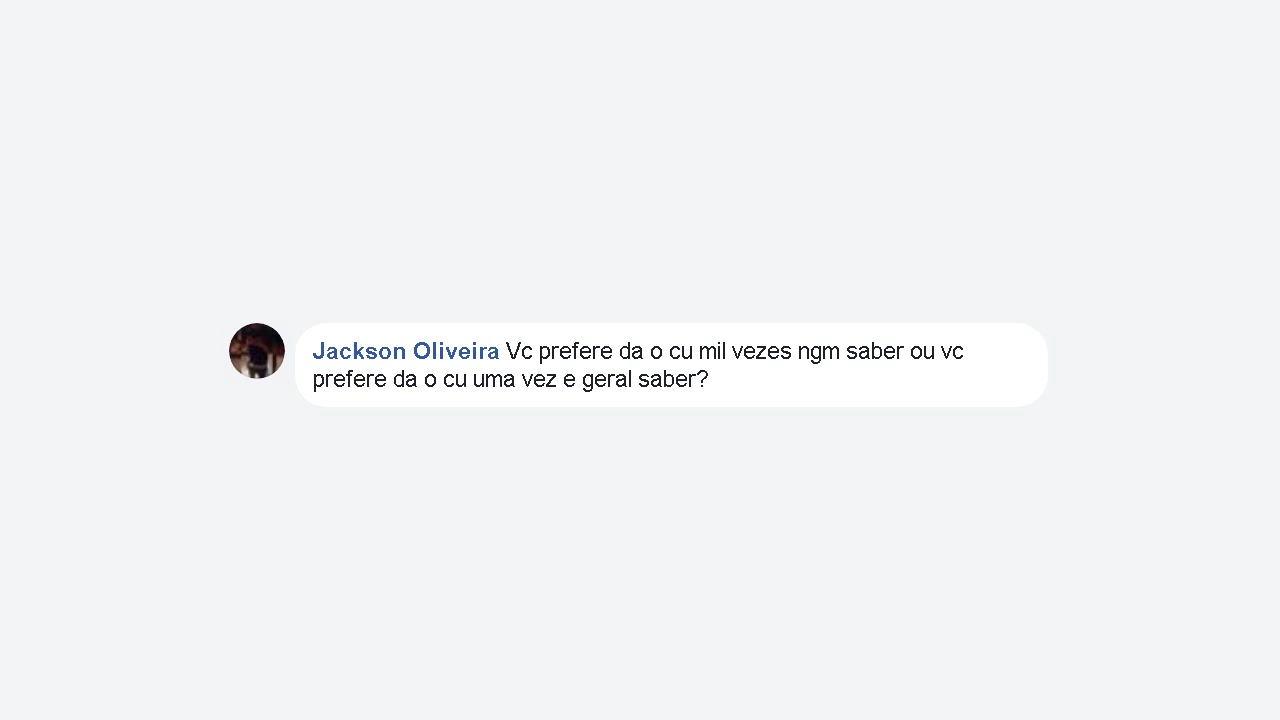 Jackson Oliveira Vc prefere da o cu mil vezes ngm saber ou vc
prefere da o cu uma vez e geral saber?